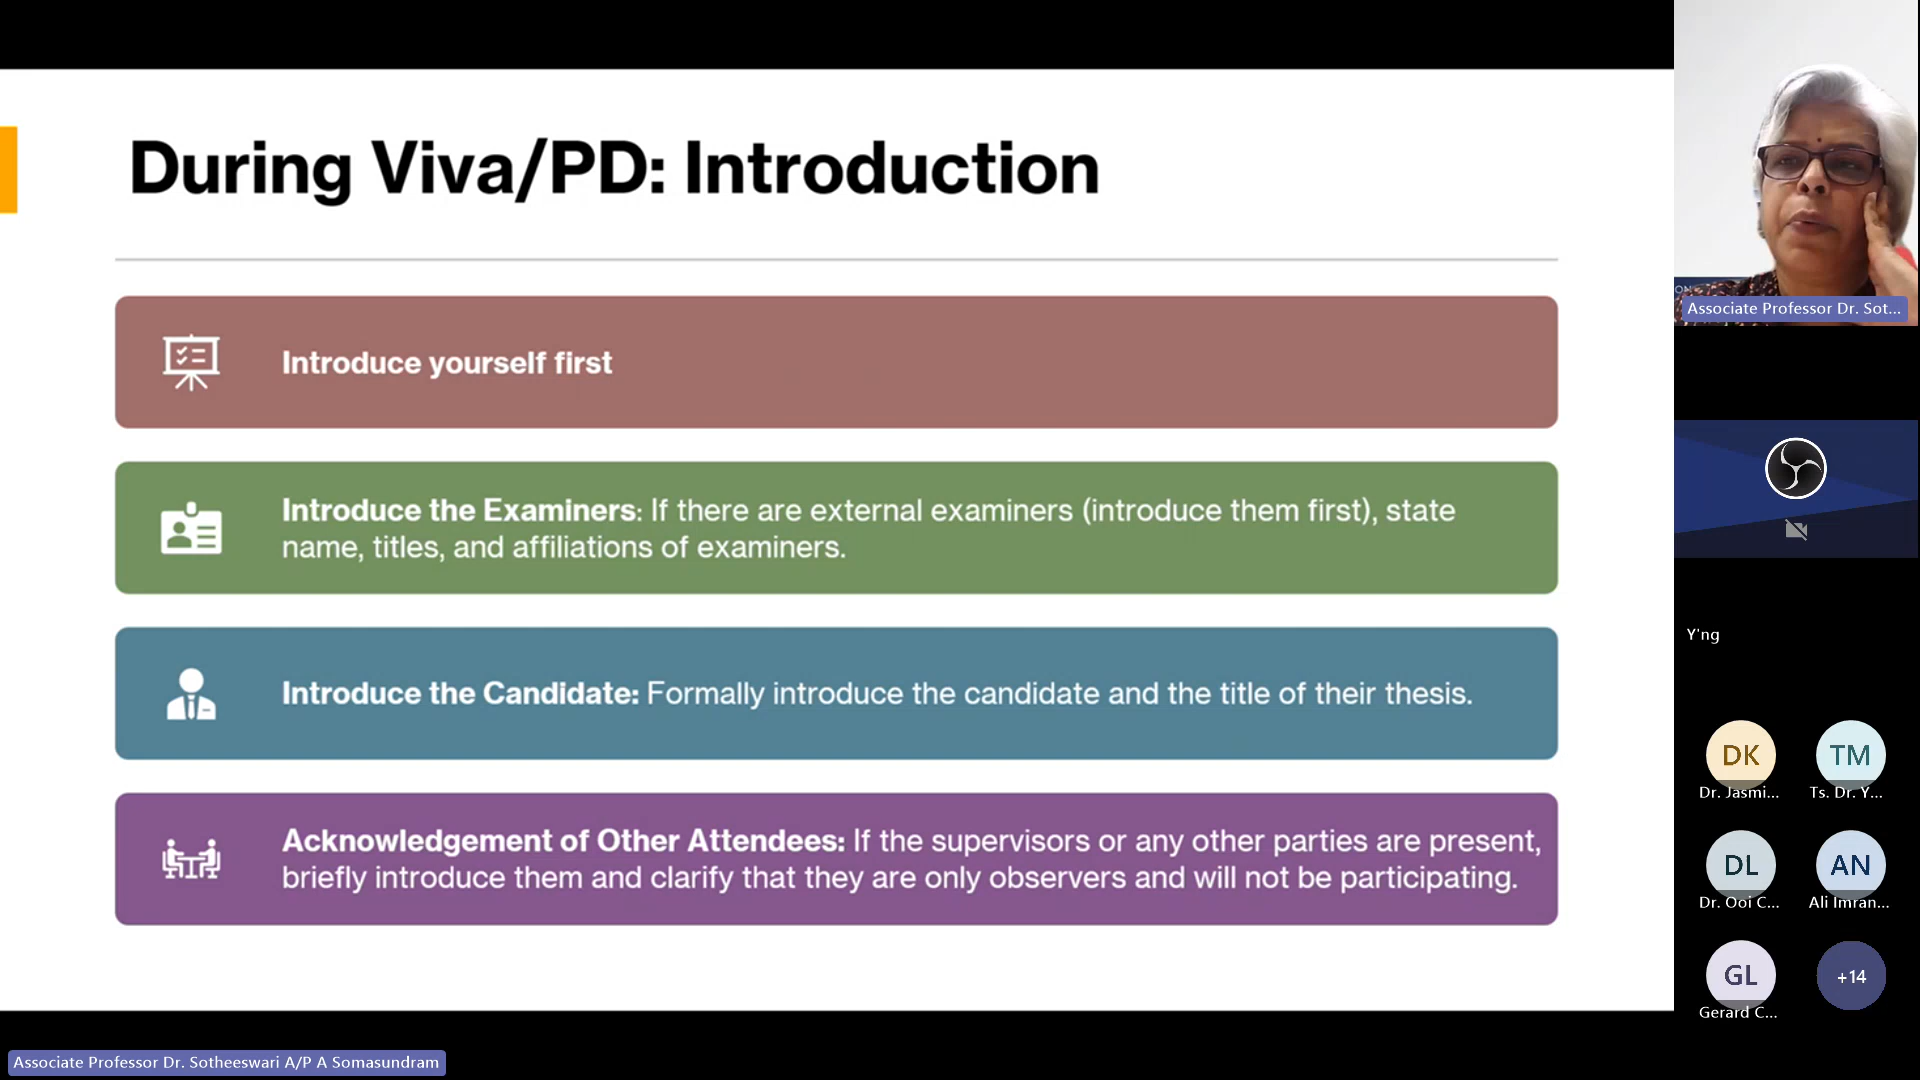 During Viva/PD: Introduction
Introduce yourself first
Introduce the Examiners: If there are external examiners (introduce them first), state
name, titles, and affiliations of examiners.
Introduce the Candidate: Formally introduce the candidate and the title of their thesis.
Acknowledgement of Other Attendees: If the supervisors or any other parties are present,
briefly introduce them and clarify that they are only observers and will not be participating.
Associate Professor Dr. Sotheeswari A/P A Somasundram
ON
Associate Professor Dr. Sot...
Y'ng
DK
Dr. Jasmi...
TM
Ts. Dr. Y...
DL
Dr. Ooi C...
AN
Ali Imran...
GL
Gerard C...
+14